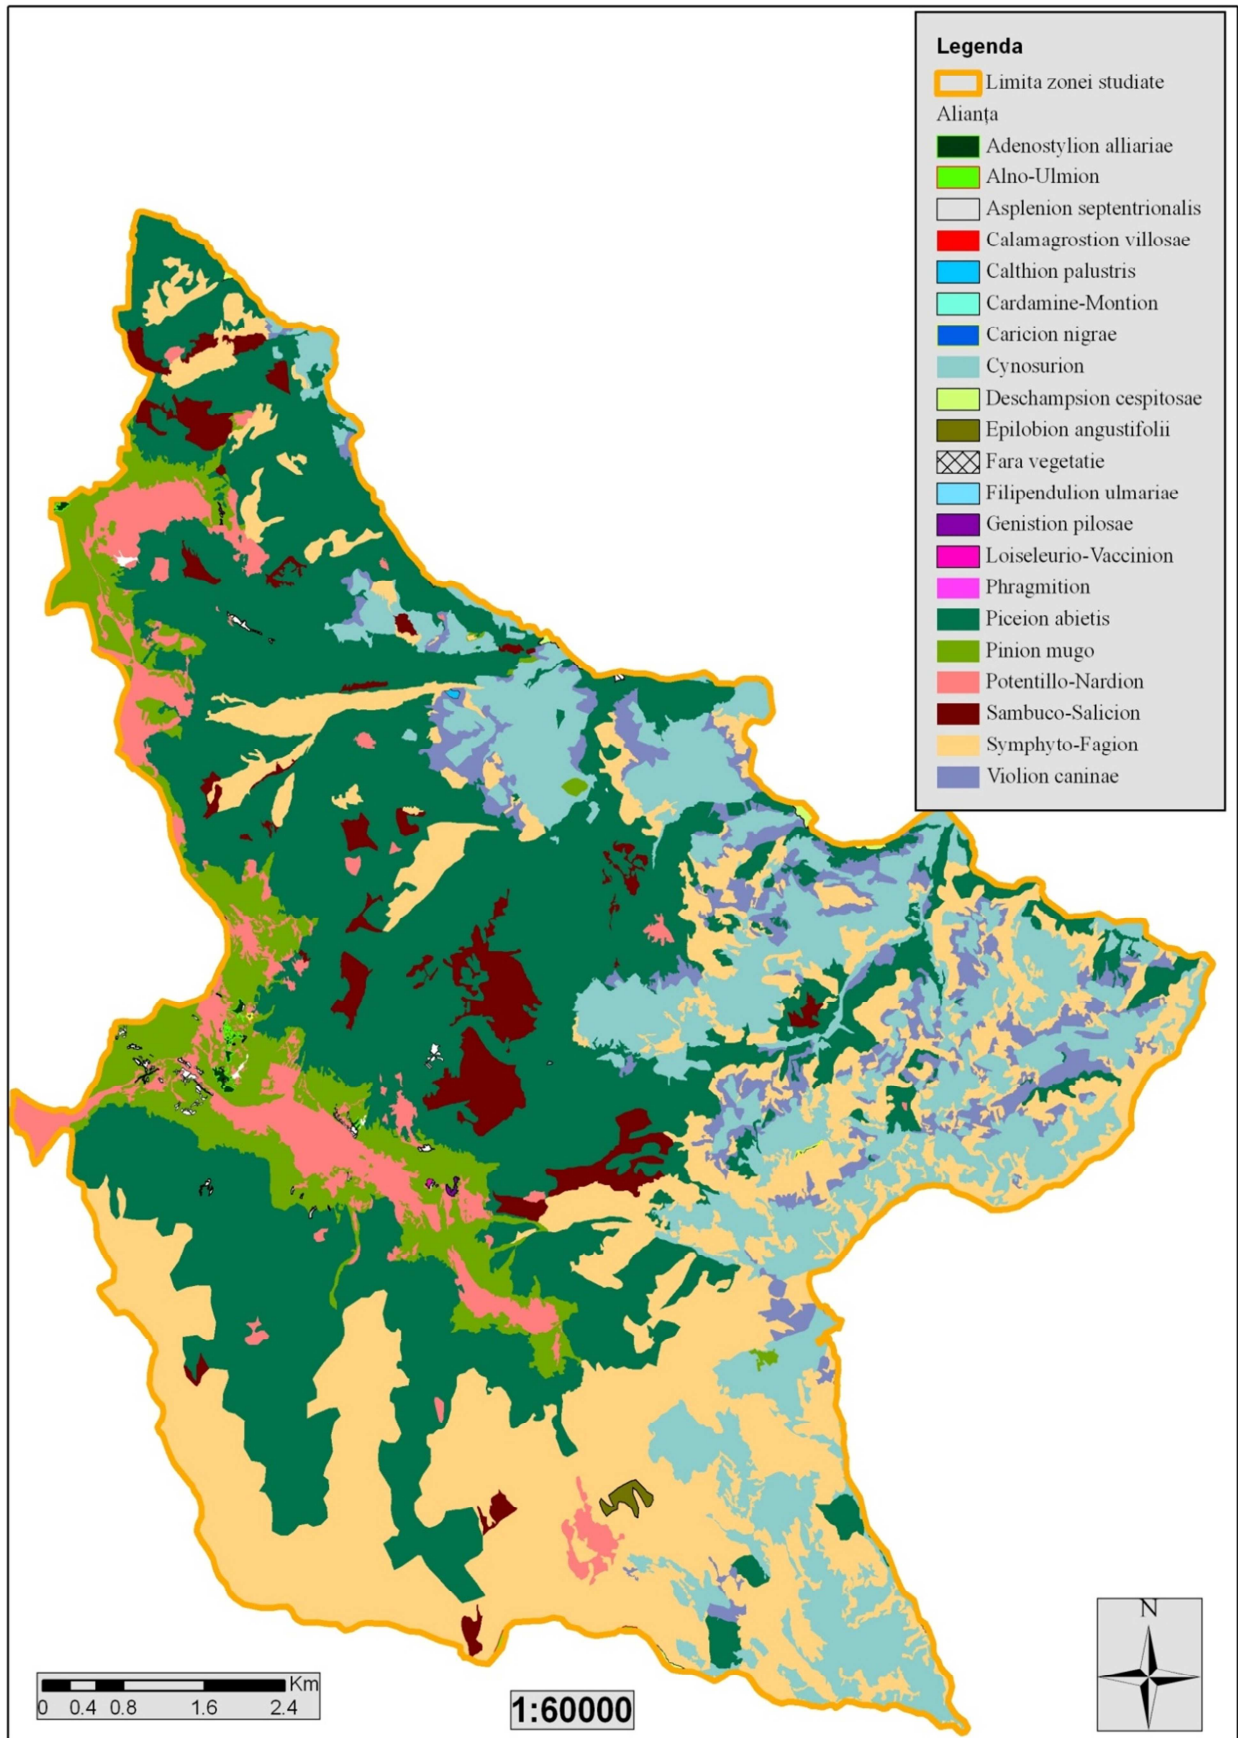 Legenda
Limita zonei studiate
Alianța
Adenostylion alliariae
Alno-Ulmion
Asplenion septentrionalis
Calamagrostion villosae
Calthion palustris
Cardamine-Montion
Caricion nigrae
Cynosurion
Deschampsion cespitosae
Epilobion angustifolii
Fara vegetatie
Filipendulion ulmariae
Genistion pilosae
Loiseleurio-Vaccinion
Phragmition
Piceion abietis
Pinion mugo
Potentillo-Nardion
Sambuco-Salicion
Symphyto-Fagion
Violion caninae
N
Km
0 0.4 0.8 1.6 2.4
1:60000